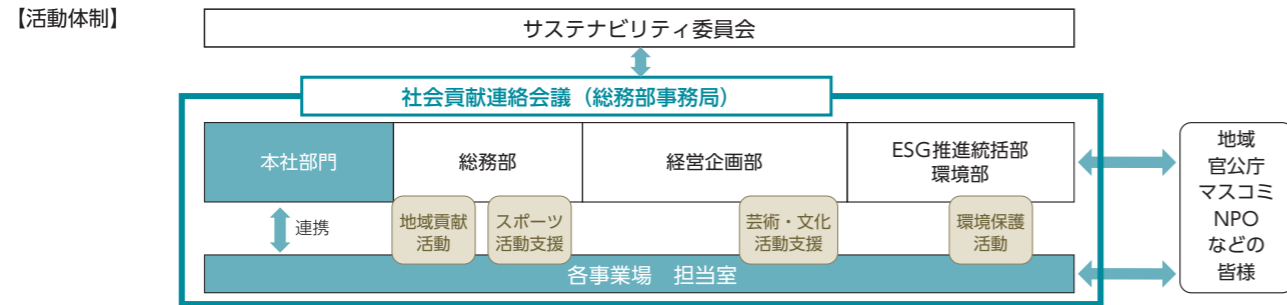 【活動体制】
サステナビリティ委員会
社会貢献連絡会議（総務部事務局）
本社部門
総務部
経営企画部
ESG推進統括部
環境部
連携
地域貢献
活動
スポーツ
活動支援
芸術・文化
活動支援
環境保護
活動
各事業場　担当室
地域
官公庁
マスコミ
NPO
などの
皆様